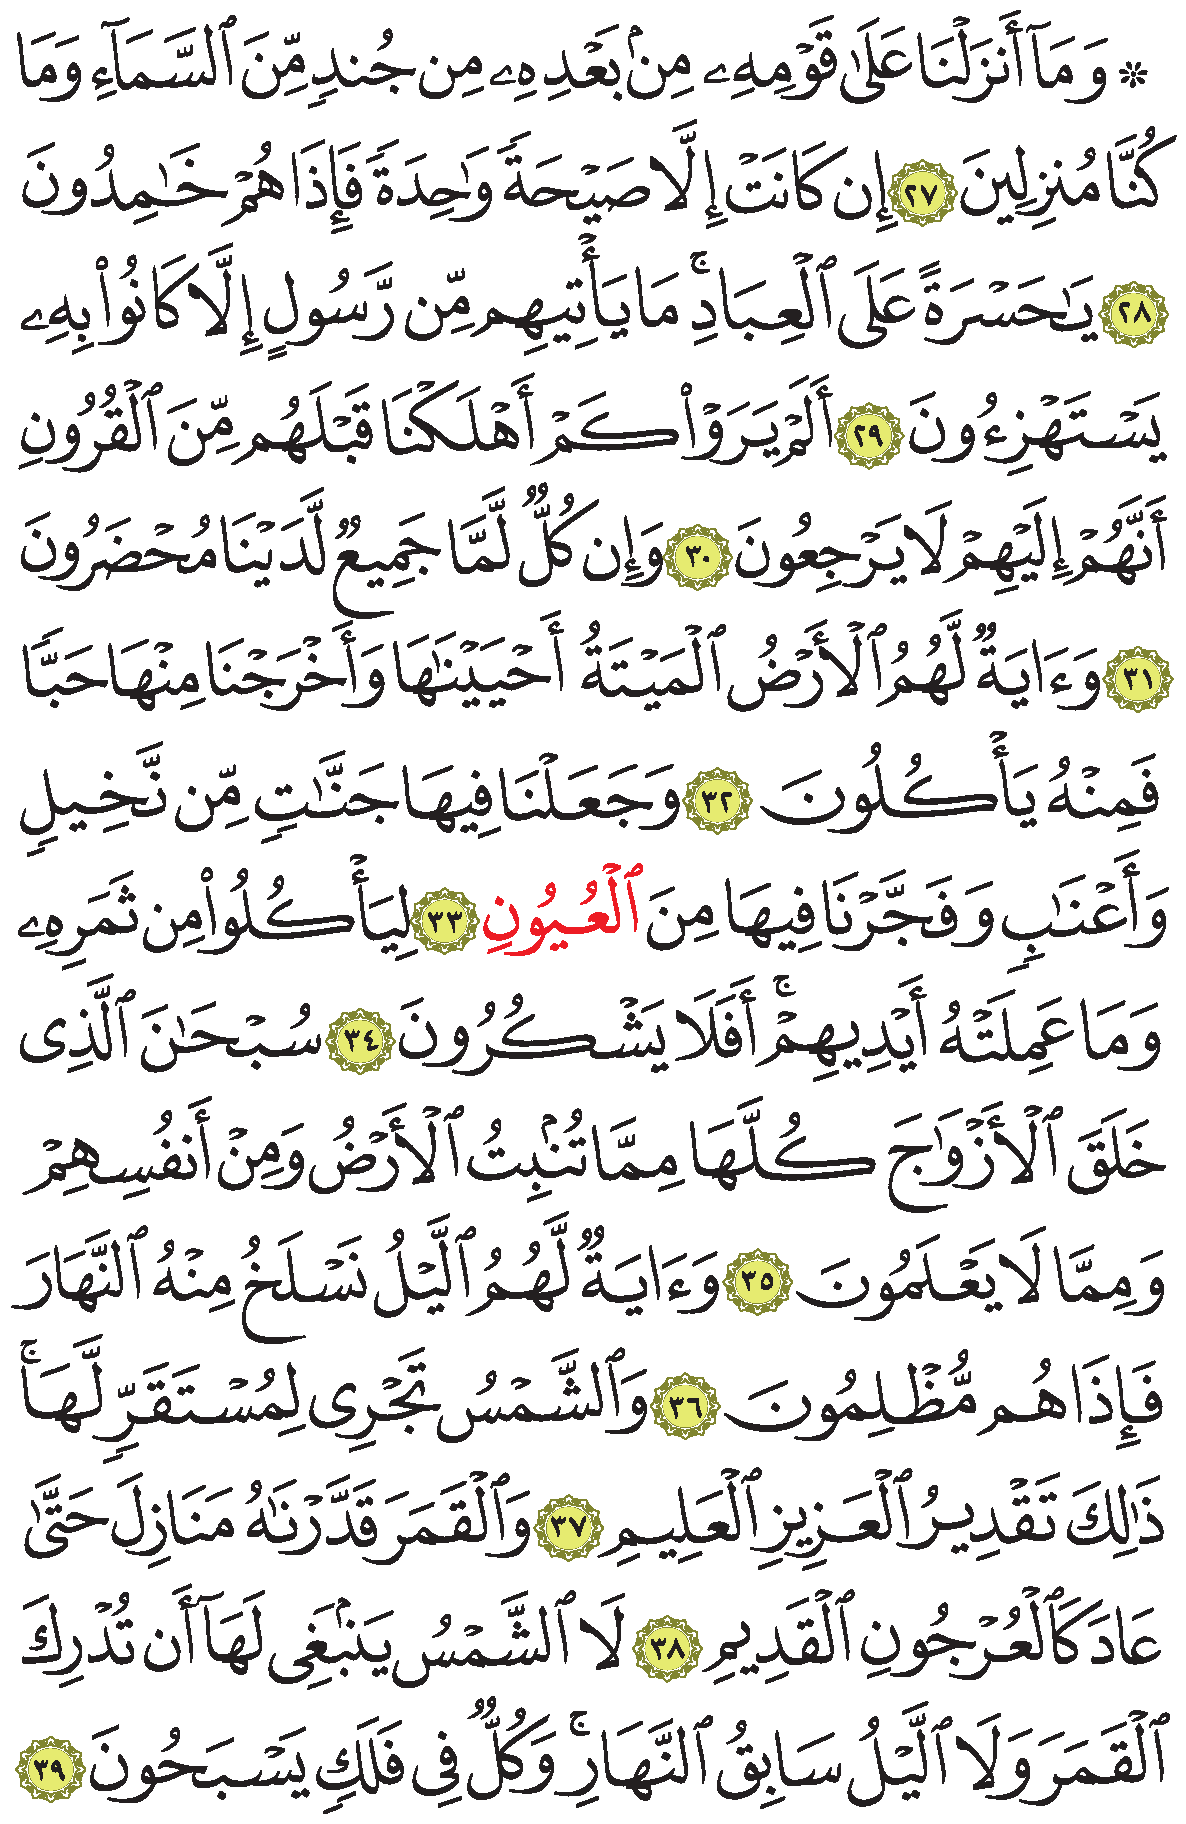 ۞ وَمَآ أَنزَلْنَا عَلَىٰ قَوْمِهِۦ مِنۢ بَعْدِهِۦ مِن جُندٍ مِّنَ ٱلسَّمَآءِ وَمَا
كُنَّا مُنزِلِينَ ٢٧ إِن كَانَتْ إِلَّا صَيْحَةً وَٰحِدَةً فَإِذَا هُمْ خَٰمِدُونَ
٢٨ يَٰحَسْرَةً عَلَى ٱلْعِبَادِۚ مَا يَأْتِيهِم مِّن رَّسُولٍ إِلَّا كَانُوا۟ بِهِۦ
يَسْتَهْزِءُونَ ٢٩ أَلَمْ يَرَوْا۟ كَمْ أَهْلَكْنَا قَبْلَهُم مِّنَ ٱلْقُرُونِ
أَنَّهُمْ إِلَيْهِمْ لَا يَرْجِعُونَ ٣٠ وَإِن كُلٌّ لَّمَّا جَمِيعٌ لَّدَيْنَا مُحْضَرُونَ
٣١ وَءَايَةٌ لَّهُمُ ٱلْأَرْضُ ٱلْمَيْتَةُ أَحْيَيْنَٰهَا وَأَخْرَجْنَا مِنْهَا حَبًّا
فَمِنْهُ يَأْكُلُونَ ٣٢ وَجَعَلْنَا فِيهَا جَنَّٰتٍ مِّن نَّخِيلٍ
وَأَعْنَٰبٍ وَفَجَّرْنَا فِيهَا مِنَ ٱلْعُيُونِ ٣٣ لِيَأْكُلُوا۟ مِن ثَمَرِهِۦ
وَمَا عَمِلَتْهُ أَيْدِيهِمْۚ أَفَلَا يَشْكُرُونَ ٣٤ سُبْحَٰنَ ٱلَّذِى
خَلَقَ ٱلْأَزْوَٰجَ كُلَّهَا مِمَّا تُنۢبِتُ ٱلْأَرْضُ وَمِنْ أَنفُسِهِمْ
وَمِمَّا لَا يَعْلَمُونَ ٣٥ وَءَايَةٌ لَّهُمُ ٱلَّيْلُ نَسْلَخُ مِنْهُ ٱلنَّهَارَ
فَإِذَا هُم مُّظْلِمُونَ ٣٦ وَٱلشَّمْسُ تَجْرِى لِمُسْتَقَرٍّ لَّهَاۚ
ذَٰلِكَ تَقْدِيرُ ٱلْعَزِيزِ ٱلْعَلِيمِ ٣٧ وَٱلْقَمَرَ قَدَّرْنَٰهُ مَنَازِلَ حَتَّىٰ
عَادَ كَٱلْعُرْجُونِ ٱلْقَدِيمِ ٣٨ لَا ٱلشَّمْسُ يَنۢبَغِى لَهَآ أَن تُدْرِكَ
ٱلْقَمَرَ وَلَا ٱلَّيْلُ سَابِقُ ٱلنَّهَارِۚ وَكُلٌّ فِى فَلَكٍ يَسْبَحُونَ ٣٩